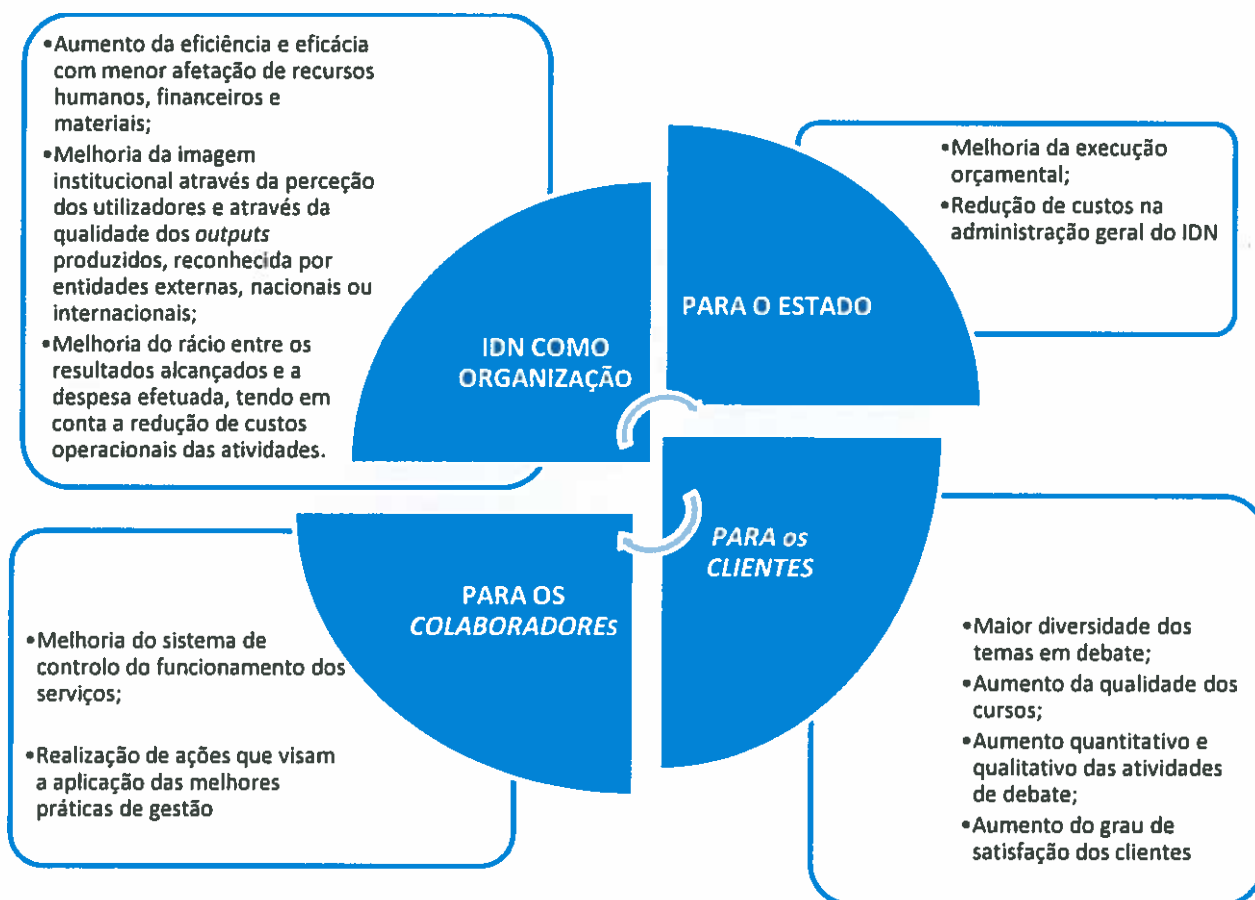 •Aumento da eficiência e eficácia
com menor afetação de recursos
humanos, financeiros e
materiais;
•Melhoria da imagem
institucional através da perceção
dos utilizadores e através da
qualidade dos outputs
produzidos, reconhecida por
entidades externas, nacionais ou
internacionais;
•Melhoria do rácio entre os
resultados alcançados e a
despesa efetuada, tendo em
conta a redução de custos
operacionais das atividades.
IDN COMO
ORGANIZAÇÃO
PARA O ESTADO
•Melhoria da execução
orçamental;
•Redução de custos na
administração geral do IDN
•Melhoria do sistema de
controlo do funcionamento dos
serviços;
•Realização de ações que visam
a aplicação das melhores
práticas de gestão
PARA OS
COLABORADOREs
PARA os
CLIENTES
•Maior diversidade dos
temas em debate;
•Aumento da qualidade dos
cursos;
•Aumento quantitativo e
qualitativo das atividades
de debate;
•Aumento do grau de
satisfação dos clientes